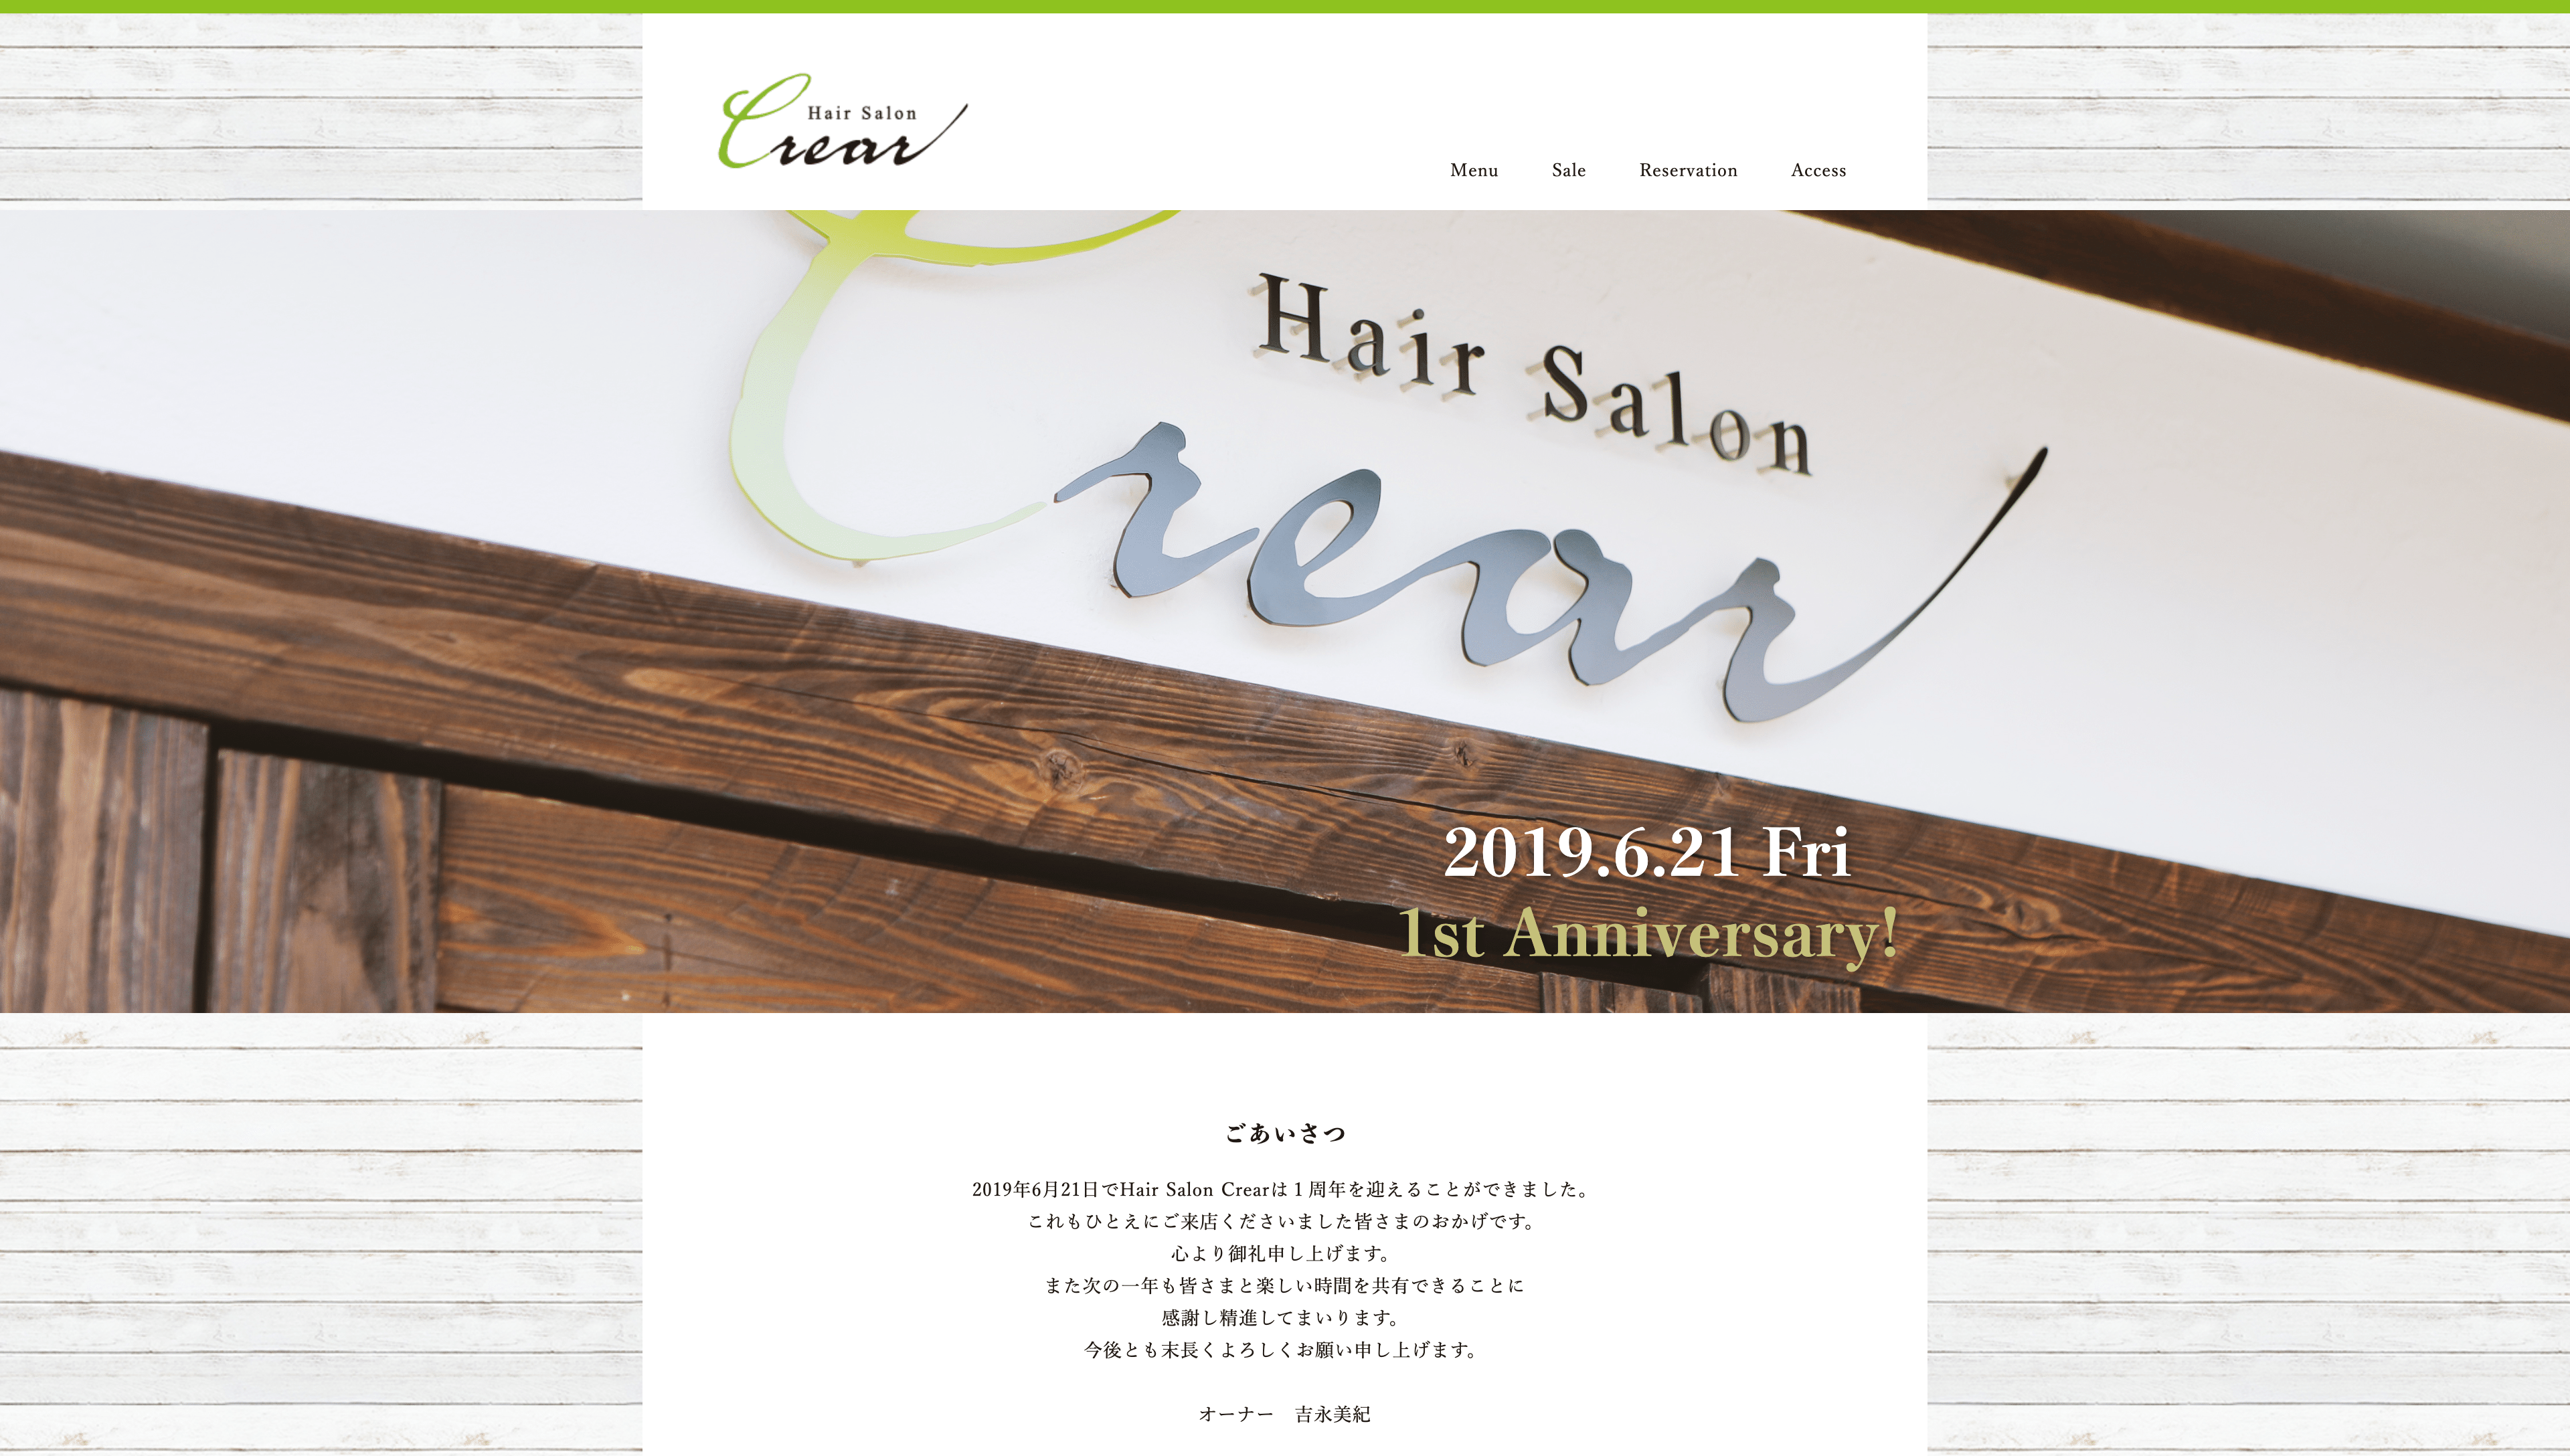 Hair Salon
Crear
Menu
Sale
Reservation
Access
Hair Salon
Crear
2019.6.21 Fri
1st Anniversary!
ごあいさつ
2019年6月21日でHair Salon Crearは１周年を迎えることができました。
これもひとえにご来店くださいました皆さまのおかげです。
心より御礼申し上げます。
また次の一年も皆さまと楽しい時間を共有できることに
感謝し精進してまいります。
今後とも末長くよろしくお願い申し上げます。
オーナー　吉永美紀